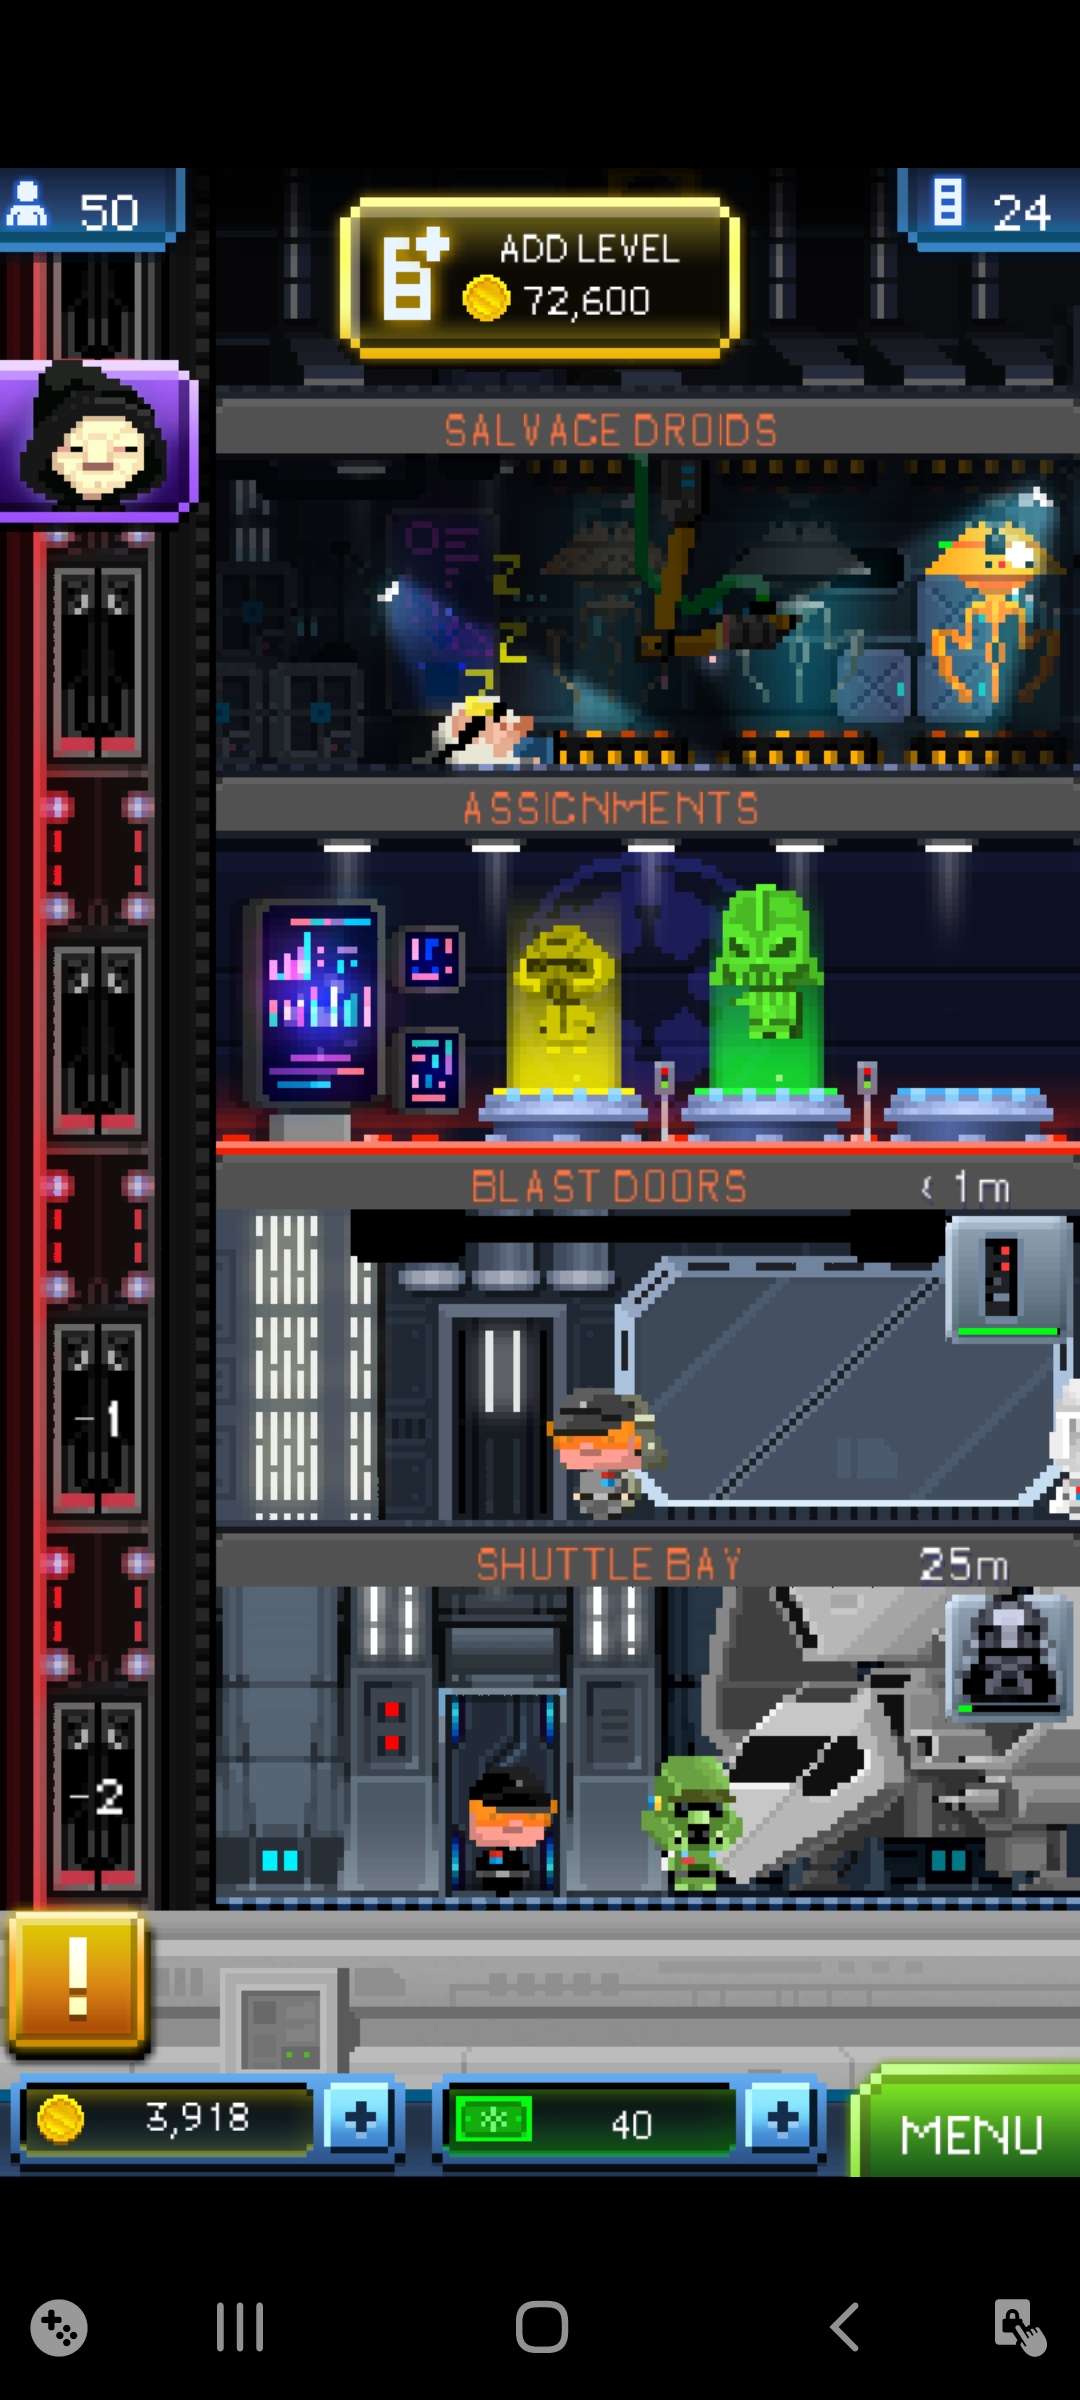 50
ADD LEVEL
72,600
24
SALVAGE DROIDS
Z
Z
Z
ASSIGNMENTS
BLAST DOORS < 1m
-1
SHUTTLE BAY 25m
-2
!
3,918
40
MENU